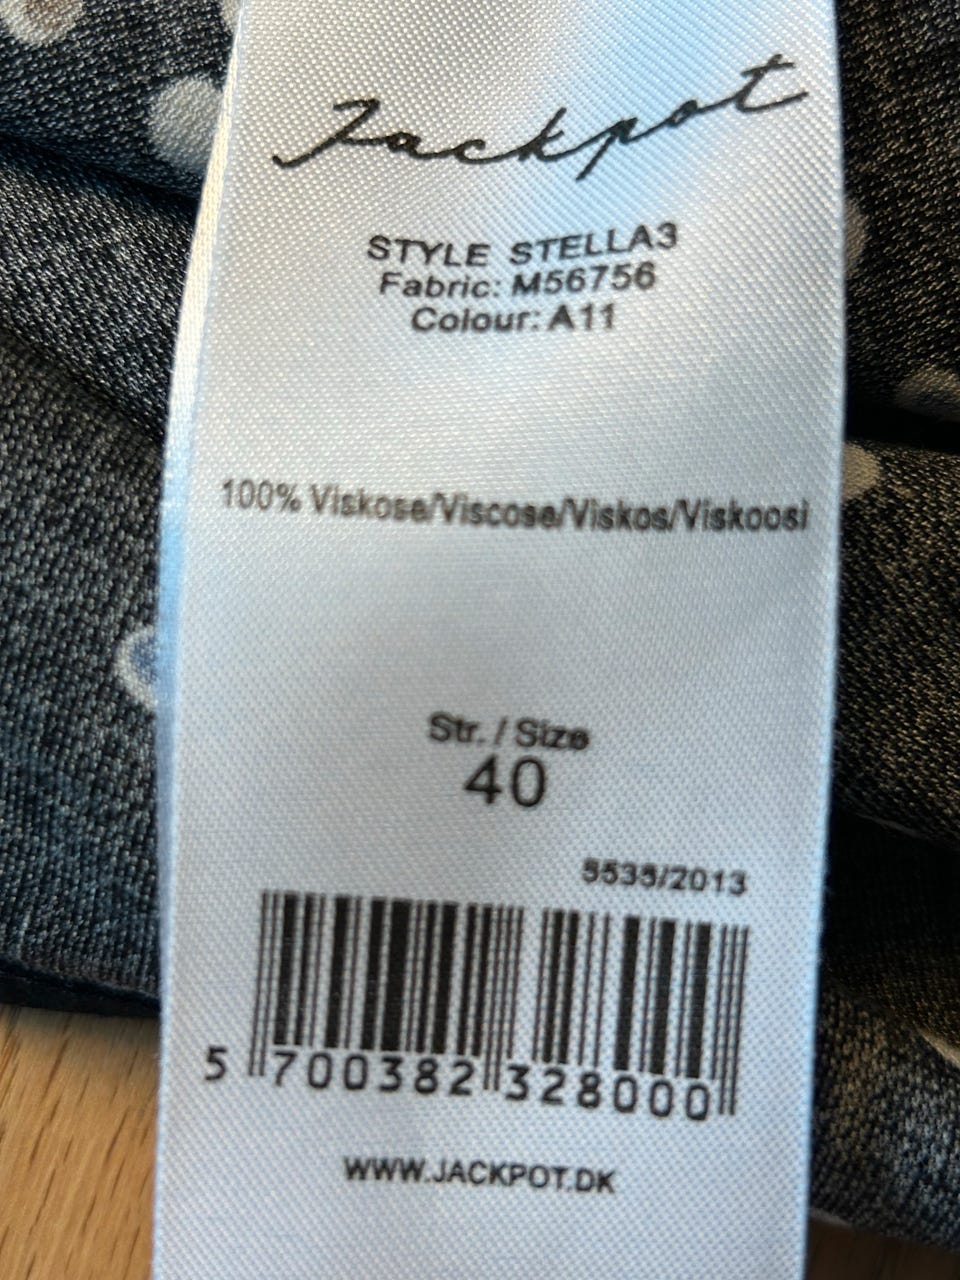 Jackpot
STYLE STELLA3
Fabric: M56756
Colour: A11
100% Viskose/Viscose/Viskos/Viskoosi
Str. / Size
40
5535/2013
5 700382 328000
WWW.JACKPOT.DK